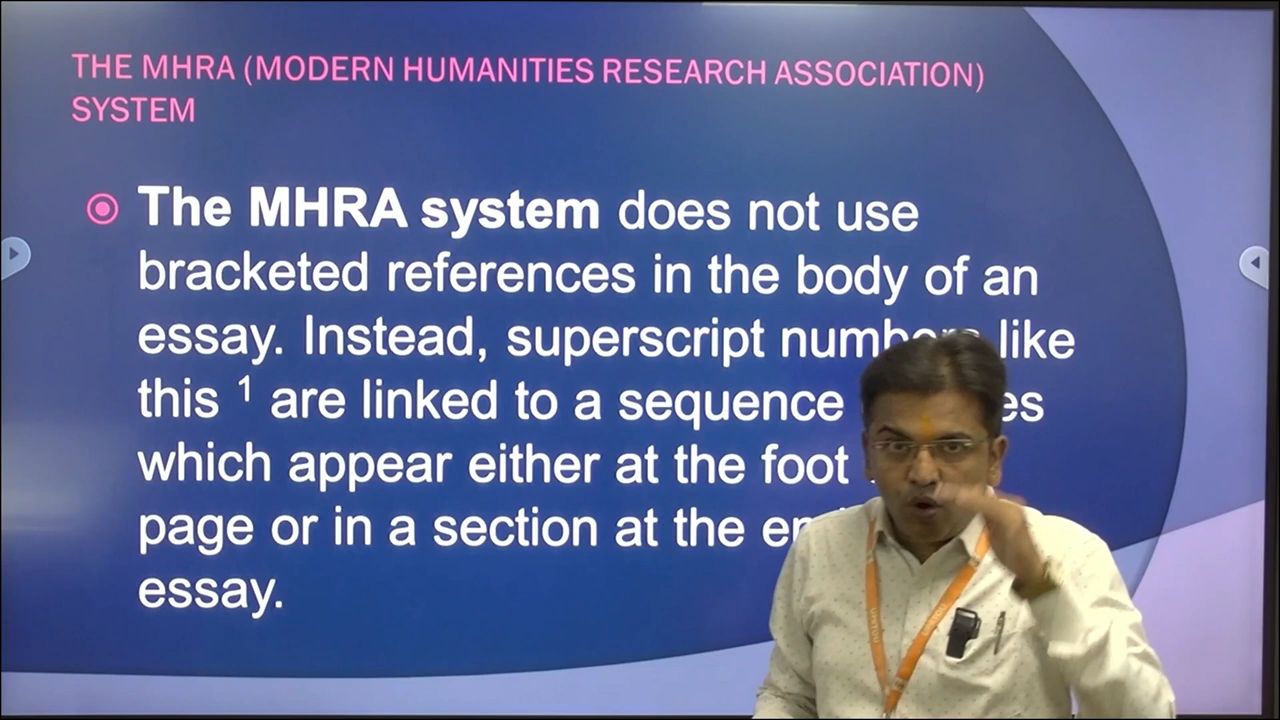 THE MHRA (MODERN HUMANITIES RESEARCH ASSOCIATION)
SYSTEM
The MHRA system does not use
bracketed references in the body of an
essay. Instead, superscript numbers like
this ¹ are linked to a sequence
which appear either at the foot
page or in a section at the
essay.